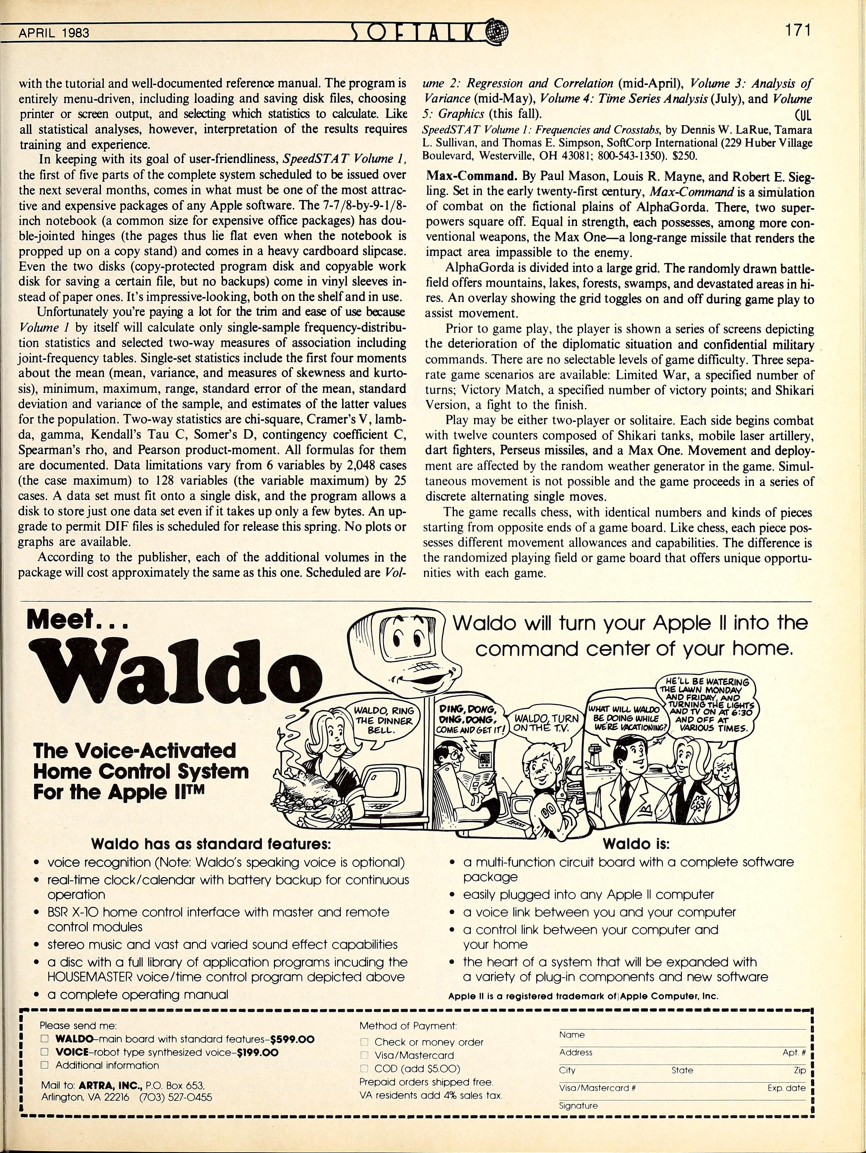 APRIL 1983
SOFTALK
171
with the tutorial and well-documented reference manual. The program is
entirely menu-driven, including loading and saving disk files, choosing
printer or screen output, and selecting which statistics to calculate. Like
all statistical analyses, however, interpretation of the results requires
training and experience.
In keeping with its goal of user-friendliness, SpeedSTAT Volume 1,
the first of five parts of the complete system scheduled to be issued over
the next several months, comes in what must be one of the most attrac-
tive and expensive packages of any Apple software. The 7-7/8-by-9-1/8-
inch notebook (a common size for expensive office packages) has dou-
ble-jointed hinges (the pages thus lie flat even when the notebook is
propped up on a copy stand) and comes in a heavy cardboard slipcase.
Even the two disks (copy-protected program disk and copyable work
disk for saving a certain file, but no backups) come in vinyl sleeves in-
stead of paper ones. It's impressive-looking, both on the shelf and in use.
Unfortunately you're paying a lot for the trim and ease of use because
Volume 1 by itself will calculate only single-sample frequency-distribu-
tion statistics and selected two-way measures of association including
joint-frequency tables. Single-set statistics include the first four moments
about the mean (mean, variance, and measures of skewness and kurto-
sis), minimum, maximum, range, standard error of the mean, standard
deviation and variance of the sample, and estimates of the latter values
for the population. Two-way statistics are chi-square, Cramer's V, lamb-
da, gamma, Kendall's Tau C, Somer's D, contingency coefficient C,
Spearman's rho, and Pearson product-moment. All formulas for them
are documented. Data limitations vary from 6 variables by 2,048 cases
(the case maximum) to 128 variables (the variable maximum) by 25
cases. A data set must fit onto a single disk, and the program allows a
disk to store just one data set even if it takes up only a few bytes. An up-
grade to permit DIF files is scheduled for release this spring. No plots or
graphs are available.
According to the publisher, each of the additional volumes in the
package will cost approximately the same as this one. Scheduled are Vol-
ume 2: Regression and Correlation (mid-April), Volume 3: Analysis of
Variance (mid-May), Volume 4: Time Series Analysis (July), and Volume
5: Graphics (this fall). CUL
SpeedSTAT Volume 1: Frequencies and Crosstabs, by Dennis W. LaRue, Tamara
L. Sullivan, and Thomas E. Simpson, SoftCorp International (229 Huber Village
Boulevard, Westerville, OH 43081; 800-543-1350). $250.
Max-Command. By Paul Mason, Louis R. Mayne, and Robert E. Sieg-
ling. Set in the early twenty-first century, Max-Command is a simulation
of combat on the fictional plains of AlphaGorda. There, two super-
powers square off. Equal in strength, each possesses, among more con-
ventional weapons, the Max One—a long-range missile that renders the
impact area impassible to the enemy.
AlphaGorda is divided into a large grid. The randomly drawn battle-
field offers mountains, lakes, forests, swamps, and devastated areas in hi-
res. An overlay showing the grid toggles on and off during game play to
assist movement.
Prior to game play, the player is shown a series of screens depicting
the deterioration of the diplomatic situation and confidential military
commands. There are no selectable levels of game difficulty. Three sepa-
rate game scenarios are available: Limited War, a specified number of
turns; Victory Match, a specified number of victory points; and Shikari
Version, a fight to the finish.
Play may be either two-player or solitaire. Each side begins combat
with twelve counters composed of Shikari tanks, mobile laser artillery,
dart fighters, Perseus missiles, and a Max One. Movement and deploy-
ment are affected by the random weather generator in the game. Simul-
taneous movement is not possible and the game proceeds in a series of
discrete alternating single moves.
The game recalls chess, with identical numbers and kinds of pieces
starting from opposite ends of a game board. Like chess, each piece pos-
sesses different movement allowances and capabilities. The difference is
the randomized playing field or game board that offers unique opportu-
nities with each game.
Meet...
Waldo
The Voice-Activated
Home Control System
For the Apple II™
Waldo will turn your Apple II into the
command center of your home.
WALDO, RING
THE DINNER
BELL.
DING, DONG,
DING, DONG,
COME AND GET IT!
WALDO, TURN
ON THE T.V.
BO
WHAT WILL WALDO
BE DOING WHILE
WE'RE VACATIONING?
HE'LL BE WATERING
THE LAWN MONDAY
AND FRIDAY, AND
TURNING THE LIGHTS
AND TV ON AT 6:30
AND OFF AT
VARIOUS TIMES.
Waldo has as standard features:
• voice recognition (Note: Waldo's speaking voice is optional)
• real-time clock/calendar with battery backup for continuous
operation
• BSR X-10 home control interface with master and remote
control modules
• stereo music and vast and varied sound effect capabilities
• a disc with a full library of application programs incuding the
HOUSEMASTER voice/time control program depicted above
• a complete operating manual
Waldo is:
• a multi-function circuit board with a complete software
package
• easily plugged into any Apple II computer
• a voice link between you and your computer
• a control link between your computer and
your home
• the heart of a system that will be expanded with
a variety of plug-in components and new software
Apple II is a registered trademark of Apple Computer, Inc.
Please send me:
□ WALDO–main board with standard features–$599.00
□ VOICE–robot type synthesized voice–$199.00
□ Additional information
Mail to: ARTRA, INC., P.O. Box 653,
Arlington, VA 22216 (703) 527-0455
Method of Payment:
□ Check or money order
□ Visa/Mastercard
□ COD (add $5.00)
Prepaid orders shipped free.
VA residents add 4% sales tax.
Name
Address Apt. #
City State Zip
Visa/Mastercard # Exp. date
Signature